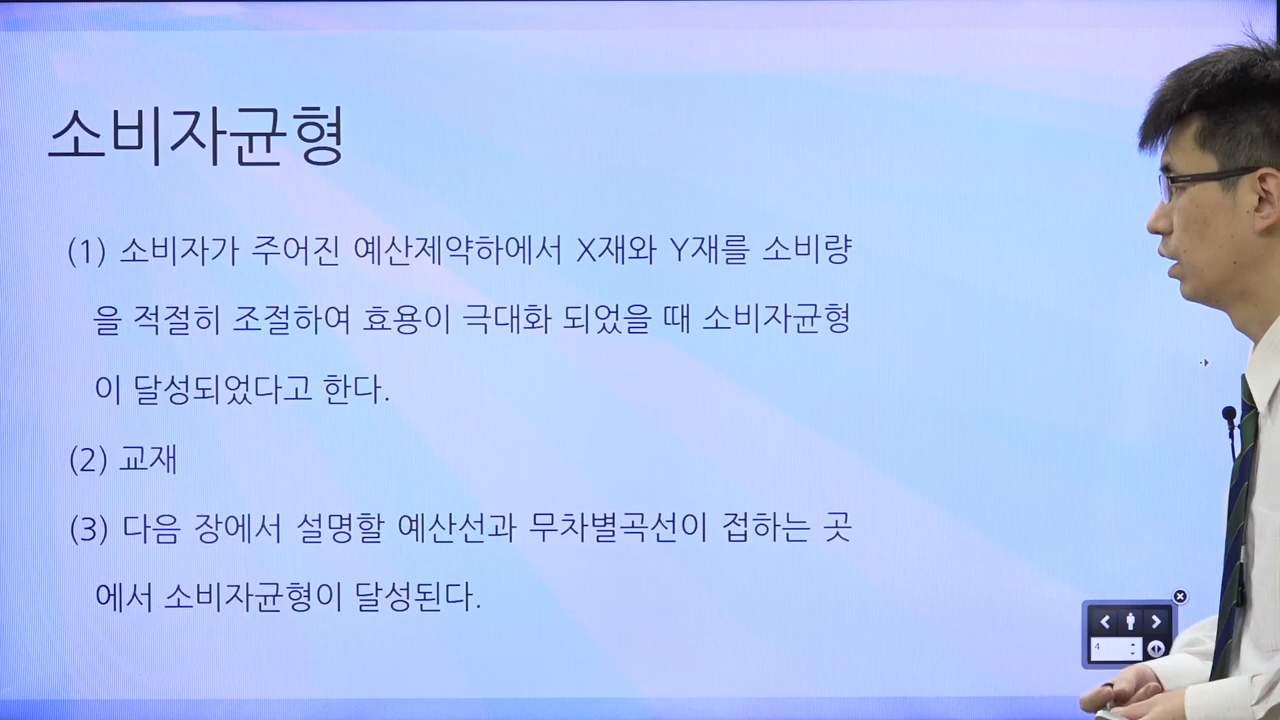 소비자균형
(1) 소비자가 주어진 예산제약하에서 X재와 Y재를 소비량
을 적절히 조절하여 효용이 극대화 되었을 때 소비자균형
이 달성되었다고 한다.
(2) 교재
(3) 다음 장에서 설명할 예산선과 무차별곡선이 접하는 곳
에서 소비자균형이 달성된다.
4